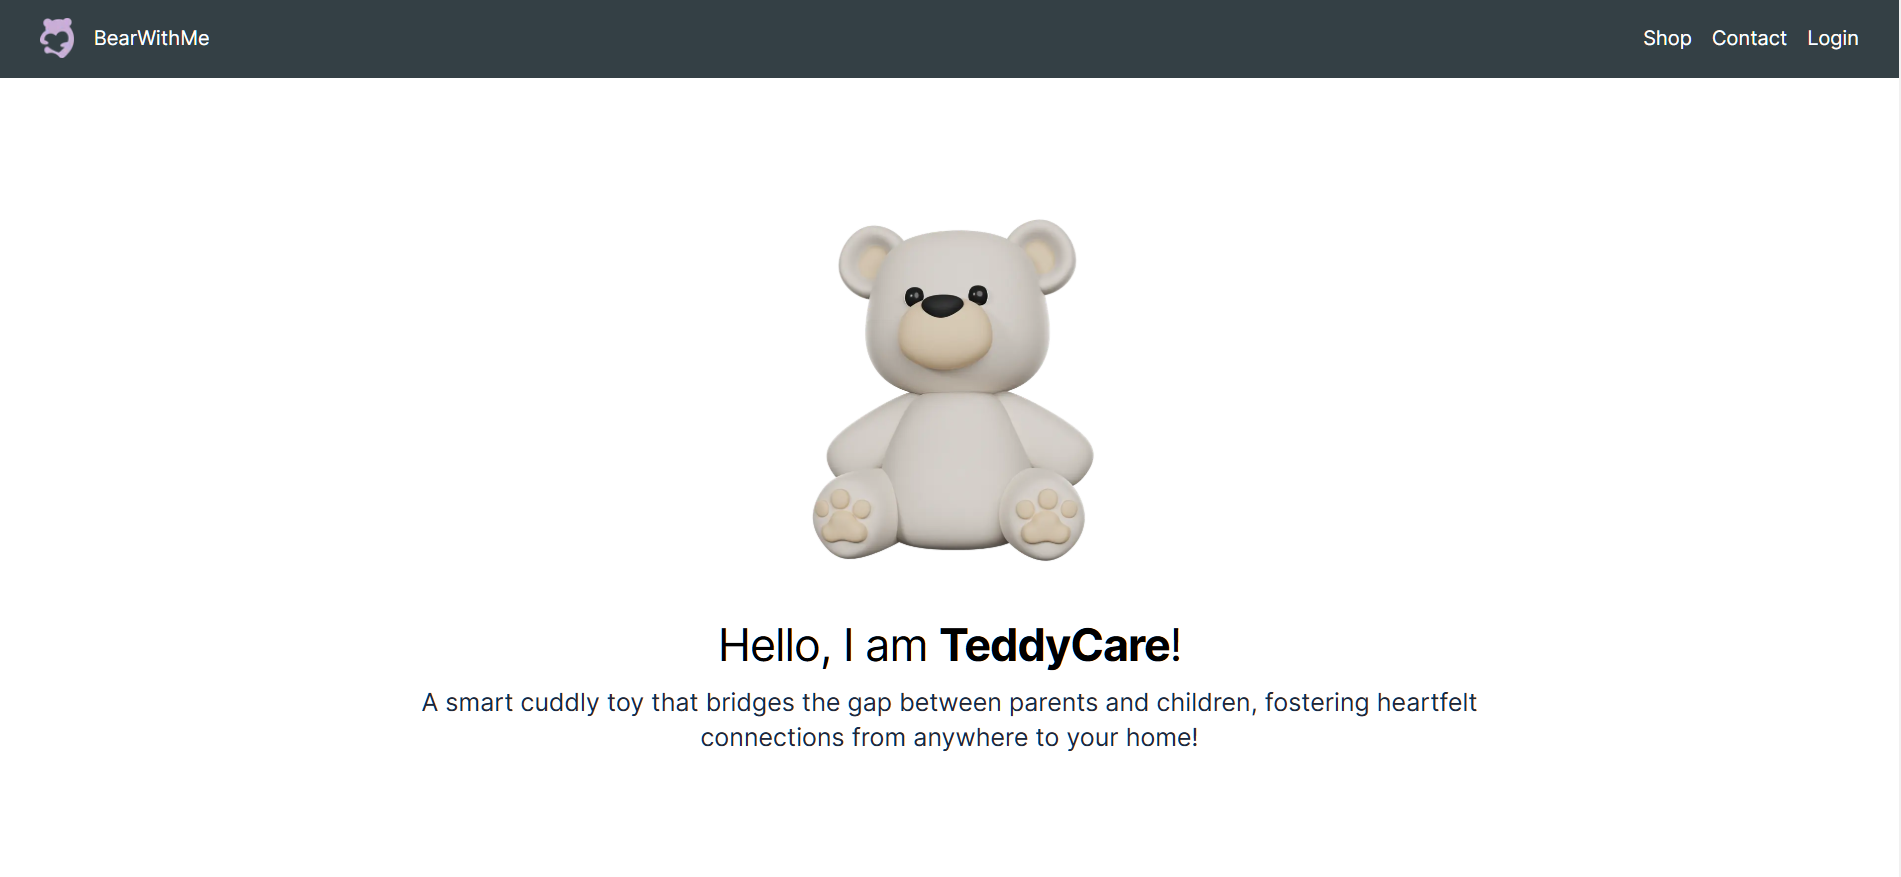 BearWithMe
Shop Contact Login
Hello, I am TeddyCare!
A smart cuddly toy that bridges the gap between parents and children, fostering heartfelt
connections from anywhere to your home!